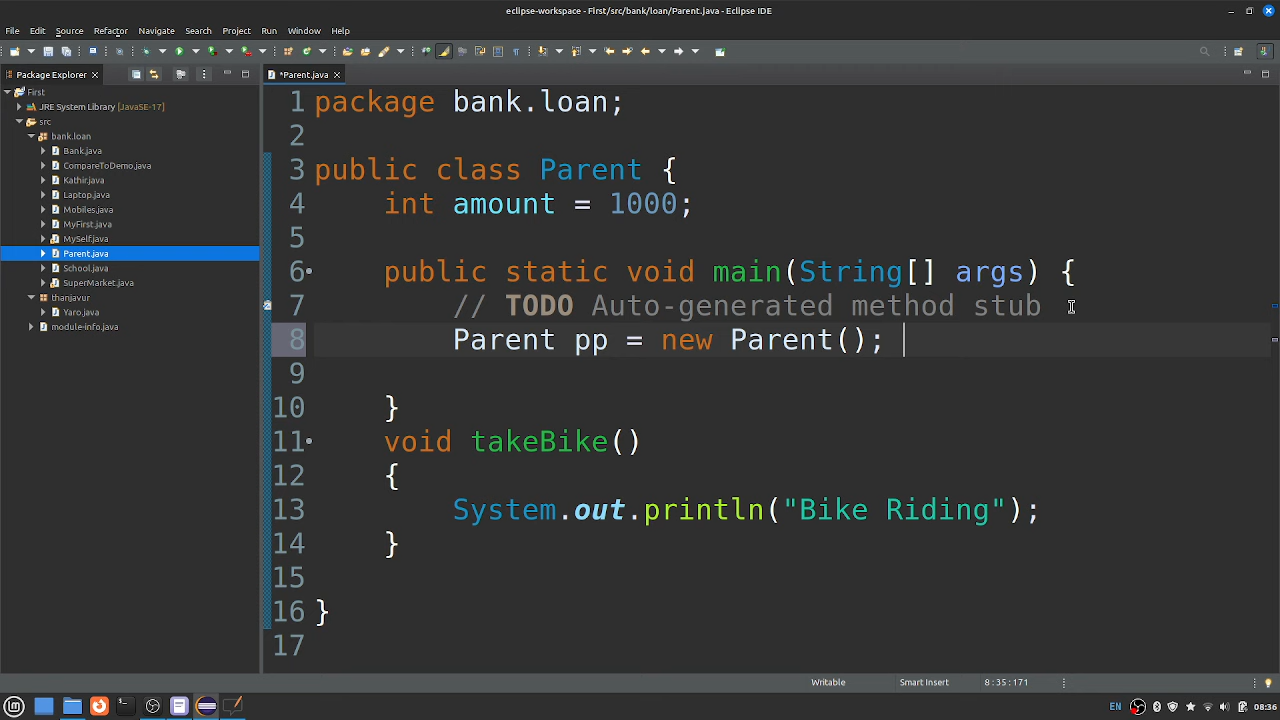 eclipse-workspace - First/src/bank/loan/Parent.java - Eclipse IDE
File Edit Source Refactor Navigate Search Project Run Window Help
Package Explorer
*Parent.java
First
JRE System Library [JavaSE-17]
src
bank.loan
Bank.java
CompareToDemo.java
Kathir.java
Laptop.java
Mobiles.java
MyFirst.java
MySelf.java
Parent.java
School.java
SuperMarket.java
thanjavur
Yaro.java
module-info.java
1 package bank.loan;
2
3 public class Parent {
4 int amount = 1000;
5
6 public static void main(String[] args) {
7 // TODO Auto-generated method stub
8 Parent pp = new Parent();
9
10 }
11 void takeBike()
12 {
13 System.out.println("Bike Riding");
14 }
15
16 }
17
Writable Smart Insert 8:35:171
EN 08:36